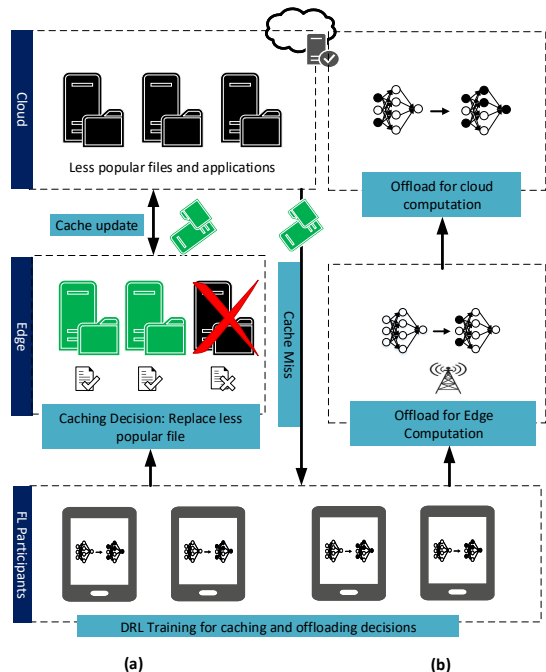 Cloud
Less popular files and applications
Offload for cloud
computation
Cache update
Edge
Cache Miss
Caching Decision: Replace less
popular file
Offload for Edge
Computation
FL Participants
DRL Training for caching and offloading decisions
(a)
(b)